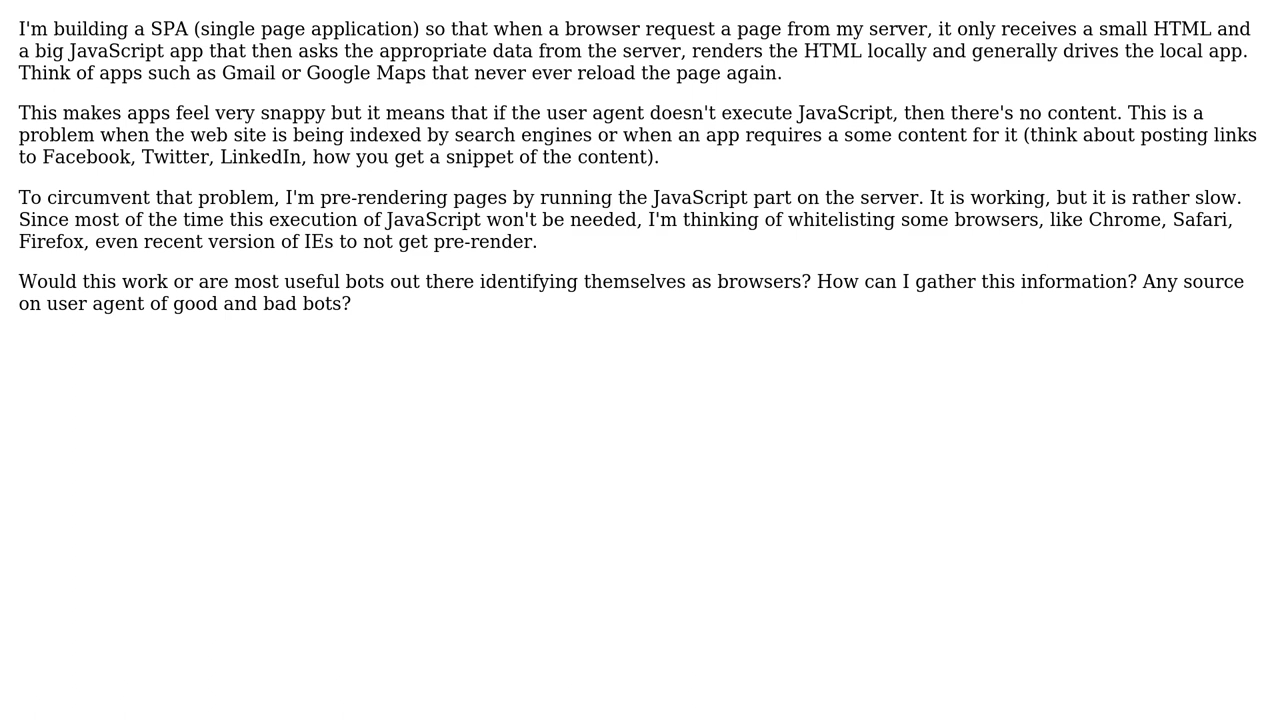 I'm building a SPA (single page application) so that when a browser request a page from my server, it only receives a small HTML and
a big JavaScript app that then asks the appropriate data from the server, renders the HTML locally and generally drives the local app.
Think of apps such as Gmail or Google Maps that never ever reload the page again.
This makes apps feel very snappy but it means that if the user agent doesn't execute JavaScript, then there's no content. This is a
problem when the web site is being indexed by search engines or when an app requires a some content for it (think about posting links
to Facebook, Twitter, LinkedIn, how you get a snippet of the content).
To circumvent that problem, I'm pre-rendering pages by running the JavaScript part on the server. It is working, but it is rather slow.
Since most of the time this execution of JavaScript won't be needed, I'm thinking of whitelisting some browsers, like Chrome, Safari,
Firefox, even recent version of IEs to not get pre-render.
Would this work or are most useful bots out there identifying themselves as browsers? How can I gather this information? Any source
on user agent of good and bad bots?